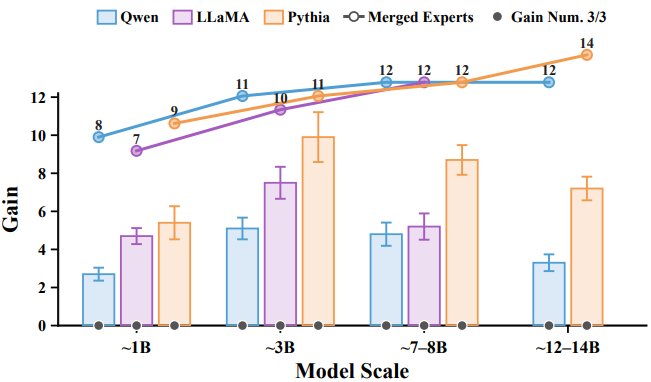 Qwen LLaMA Pythia Merged Experts Gain Num. 3/3
14
12 12 12 12
11 11
10
9
8
7
Gain
12
10
8
6
4
2
0
~1B ~3B ~7–8B ~12–14B
Model Scale